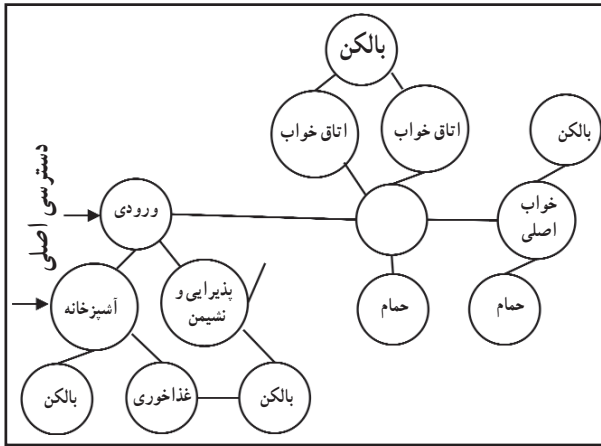 بالکن
اتاق خواب
اتاق خواب
بالکن
دسترسی اصلی
ورودی
خواب
اصلی
آشپزخانه
پذیرایی و
نشیمن
حمام
حمام
بالکن
غذاخوری
بالکن